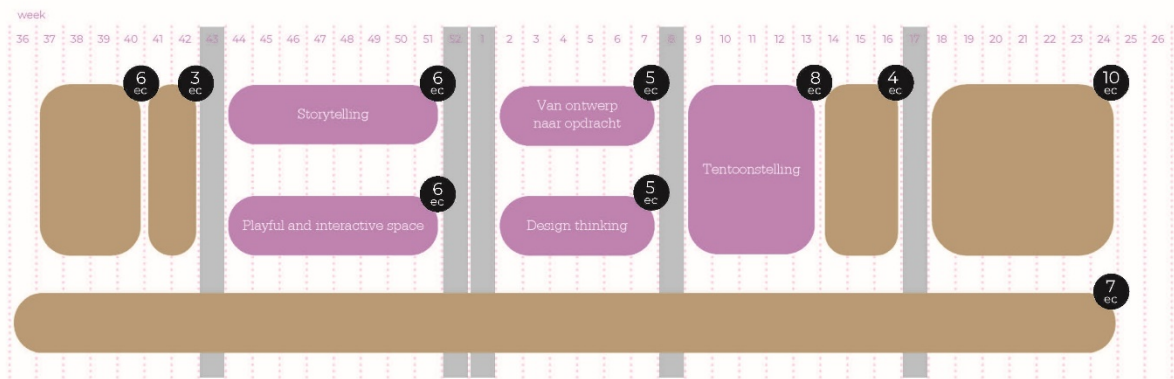 week
36 37 38 39 40 41 42 43 44 45 46 47 48 49 50 51 52 1 2 3 4 5 6 7 8 9 10 11 12 13 14 15 16 17 18 19 20 21 22 23 24 25 26
6
ec
3
ec
6
ec
5
ec
8
ec
4
ec
10
ec
Storytelling
Van ontwerp
naar opdracht
Tentoonstelling
6
ec
5
ec
Playful and interactive space
Design thinking
7
ec